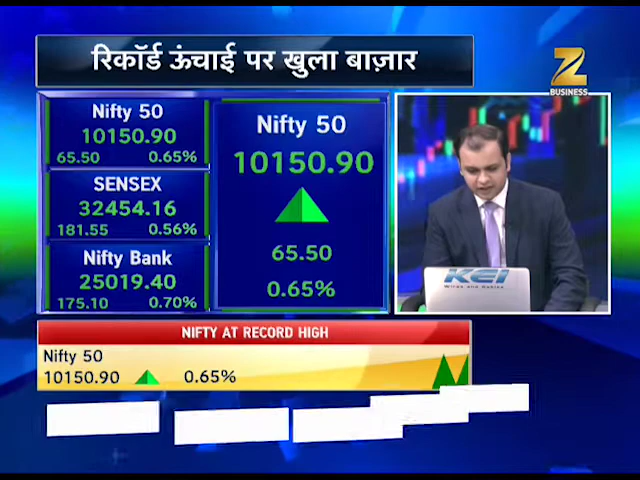 रिकॉर्ड ऊंचाई पर खुला बाज़ार
Z
BUSINESS
Nifty 50
10150.90
65.50 0.65%
SENSEX
32454.16
181.55 0.56%
Nifty Bank
25019.40
175.10 0.70%
Nifty 50
10150.90
65.50
0.65%
KEI
Wires and Cables
NIFTY AT RECORD HIGH
Nifty 50
10150.90 0.65%